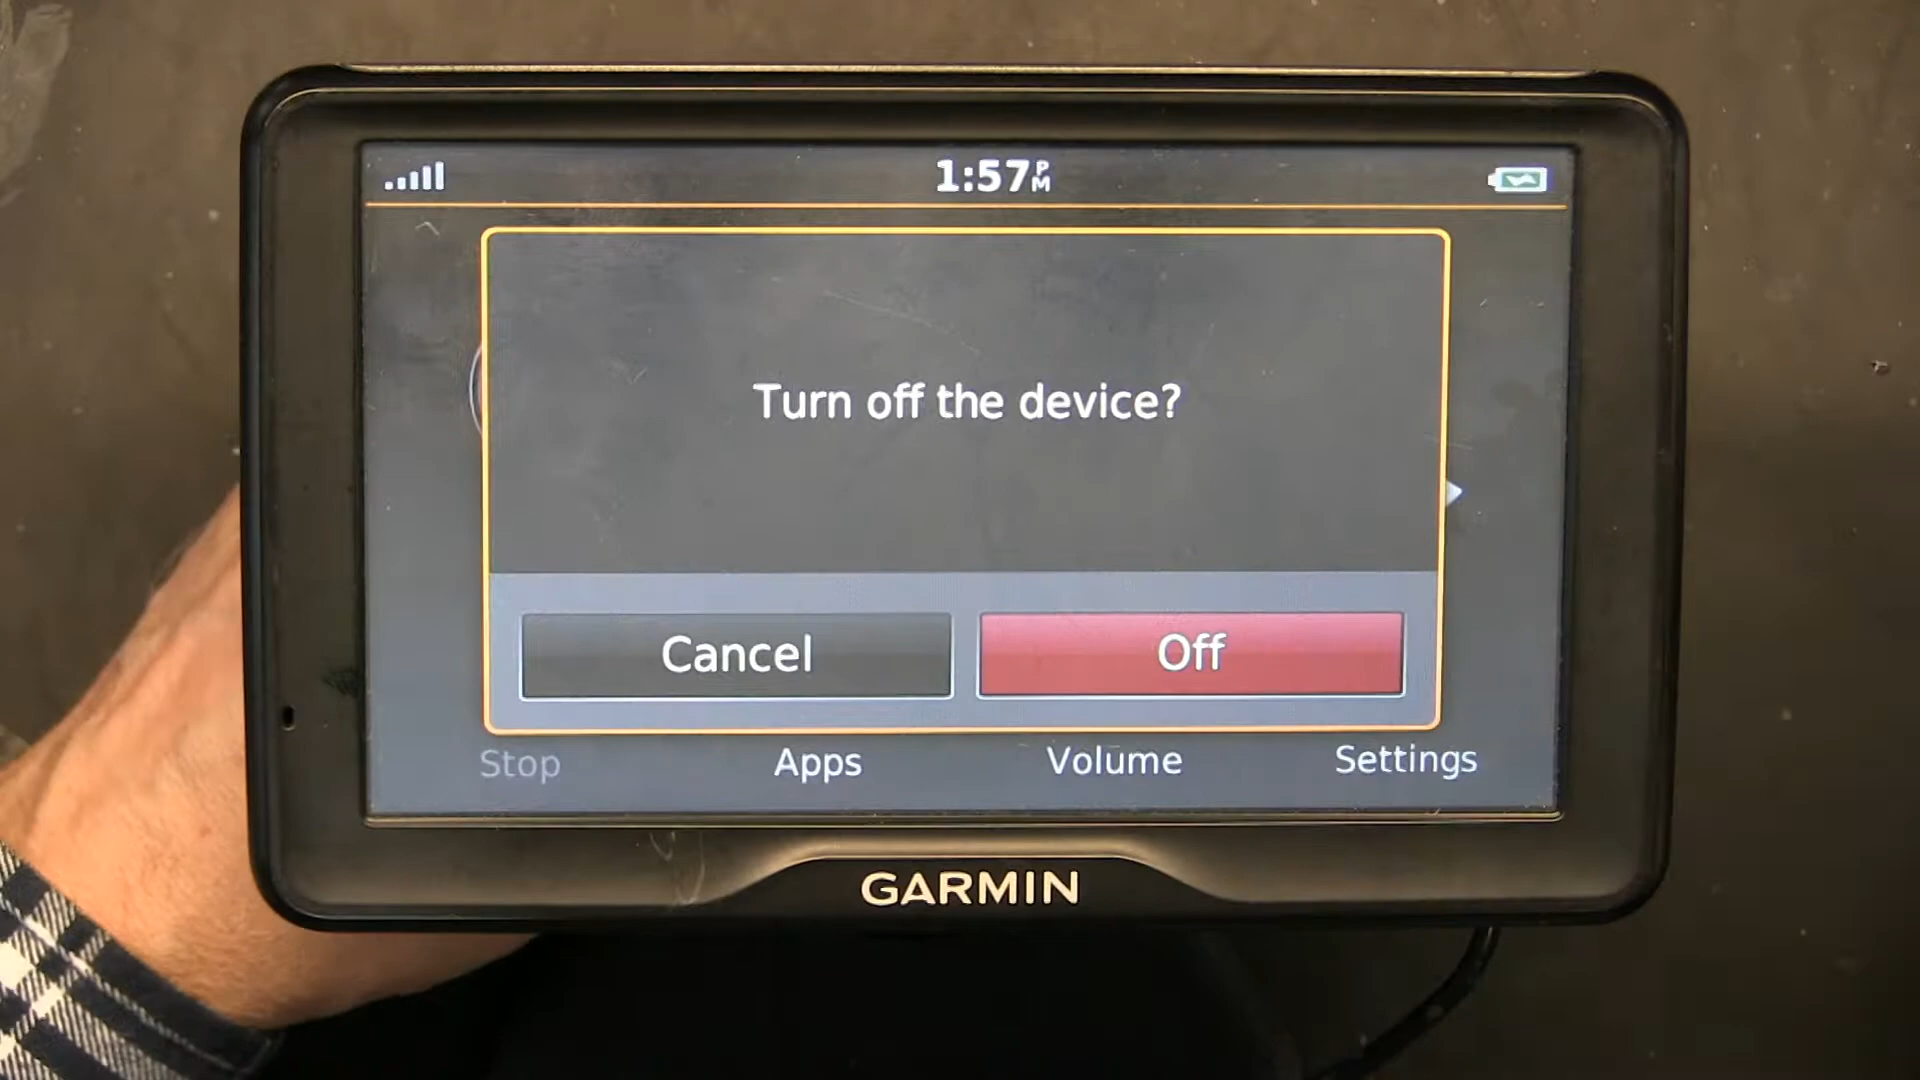 1:57PM
Turn off the device?
Cancel Off
Stop Apps Volume Settings
GARMIN